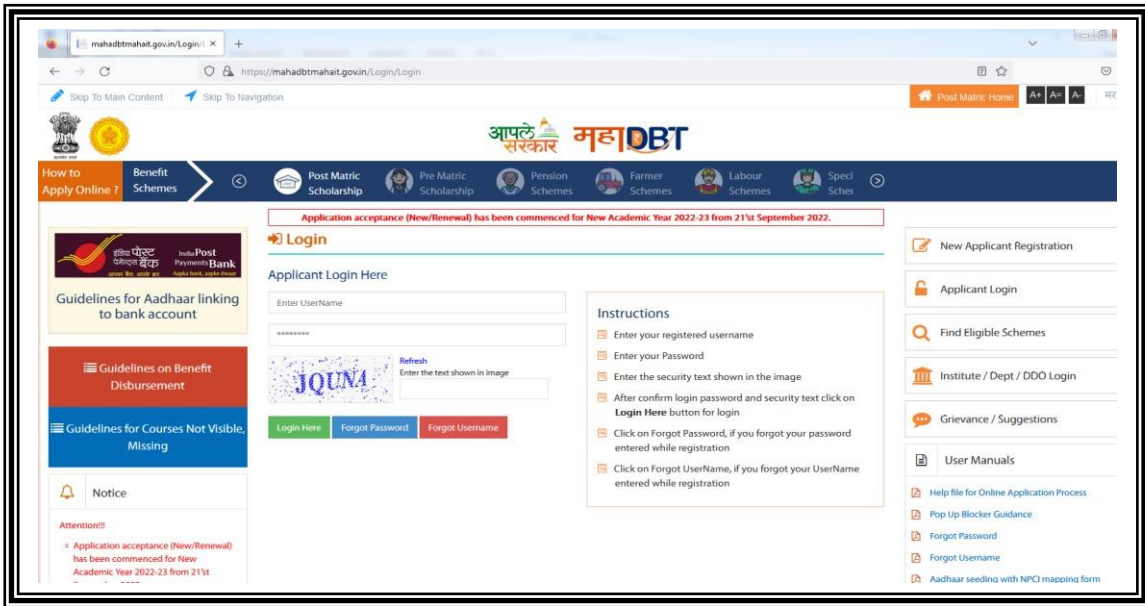 mahadbtmahait.gov.in/Login/L
https://mahadbtmahait.gov.in/Login/Login
Skip To Main Content
Skip To Navigation
Post Matric Home
A+ A= A-
आपले सरकार
महाDBT
How to Apply Online ?
Benefit Schemes
Post Matric Scholarship
Pre Matric Scholarship
Pension Schemes
Farmer Schemes
Labour Schemes
Speci Scher
Application acceptance (New/Renewal) has been commenced for New Academic Year 2022-23 from 21'st September 2022.
इंडिया पोस्ट
पेमेंट्स बैंक
India Post
Payments Bank
आपका बैंक, आपके द्वार
Aapka bank, aapke dwaar
Guidelines for Aadhaar linking
to bank account
Guidelines on Benefit
Disbursement
Guidelines for Courses Not Visible,
Missing
Notice
Attention!!!
Application acceptance (New/Renewal)
has been commenced for New
Academic Year 2022-23 from 21'st
Login
Applicant Login Here
Enter UserName
********
JQUNA
Refresh
Enter the text shown in image
Login Here
Forgot Password
Forgot Username
Instructions
Enter your registered username
Enter your Password
Enter the security text shown in the image
After confirm login password and security text click on
Login Here button for login
Click on Forgot Password, if you forgot your password
entered while registration
Click on Forgot UserName, if you forgot your UserName
entered while registration
New Applicant Registration
Applicant Login
Find Eligible Schemes
Institute / Dept / DDO Login
Grievance / Suggestions
User Manuals
Help file for Online Application Process
Pop Up Blocker Guidance
Forgot Password
Forgot Username
Aadhaar seeding with NPCI mapping form